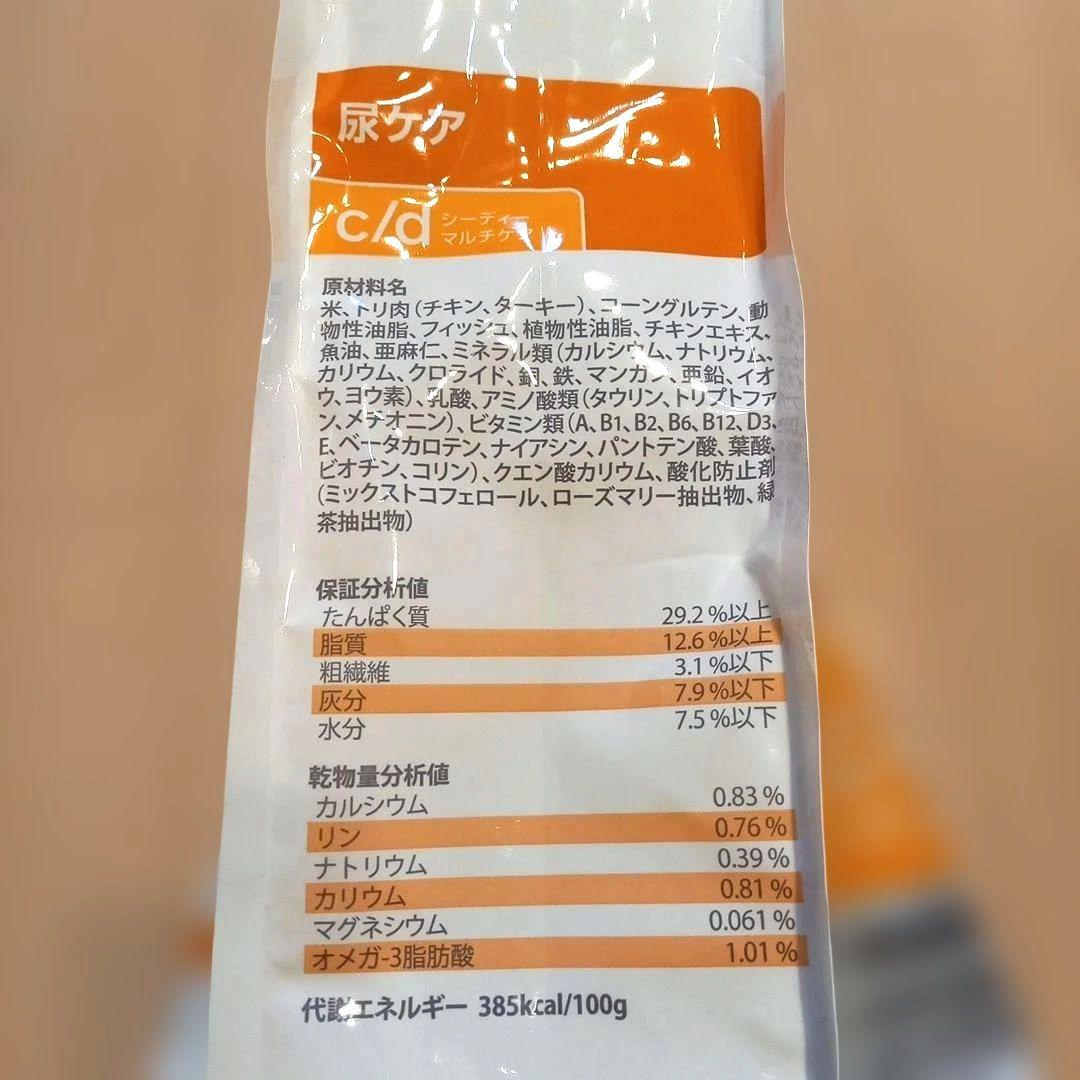 尿ケア
c/d シーディー
マルチケア
原材料名
米、トリ肉（チキン、ターキー）、コーングルテン、動
物性油脂、フィッシュ、植物性油脂、チキンエキス、
魚油、亜麻仁、ミネラル類（カルシウム、ナトリウム、
カリウム、クロライド、銅、鉄、マンガン、亜鉛、イオ
ウ、ヨウ素）、乳酸、アミノ酸類（タウリン、トリプトファ
ン、メチオニン）、ビタミン類（A、B1、B2、B6、B12、D3、
E、ベータカロテン、ナイアシン、パントテン酸、葉酸、
ビオチン、コリン）、クエン酸カリウム、酸化防止剤
（ミックストコフェロール、ローズマリー抽出物、緑
茶抽出物）
保証分析値
たんぱく質 29.2 %以上
脂質 12.6 %以上
粗繊維 3.1 %以下
灰分 7.9 %以下
水分 7.5 %以下
乾物量分析値
カルシウム 0.83 %
リン 0.76 %
ナトリウム 0.39 %
カリウム 0.81 %
マグネシウム 0.061 %
オメガ-3脂肪酸 1.01 %
代謝エネルギー 385kcal/100g